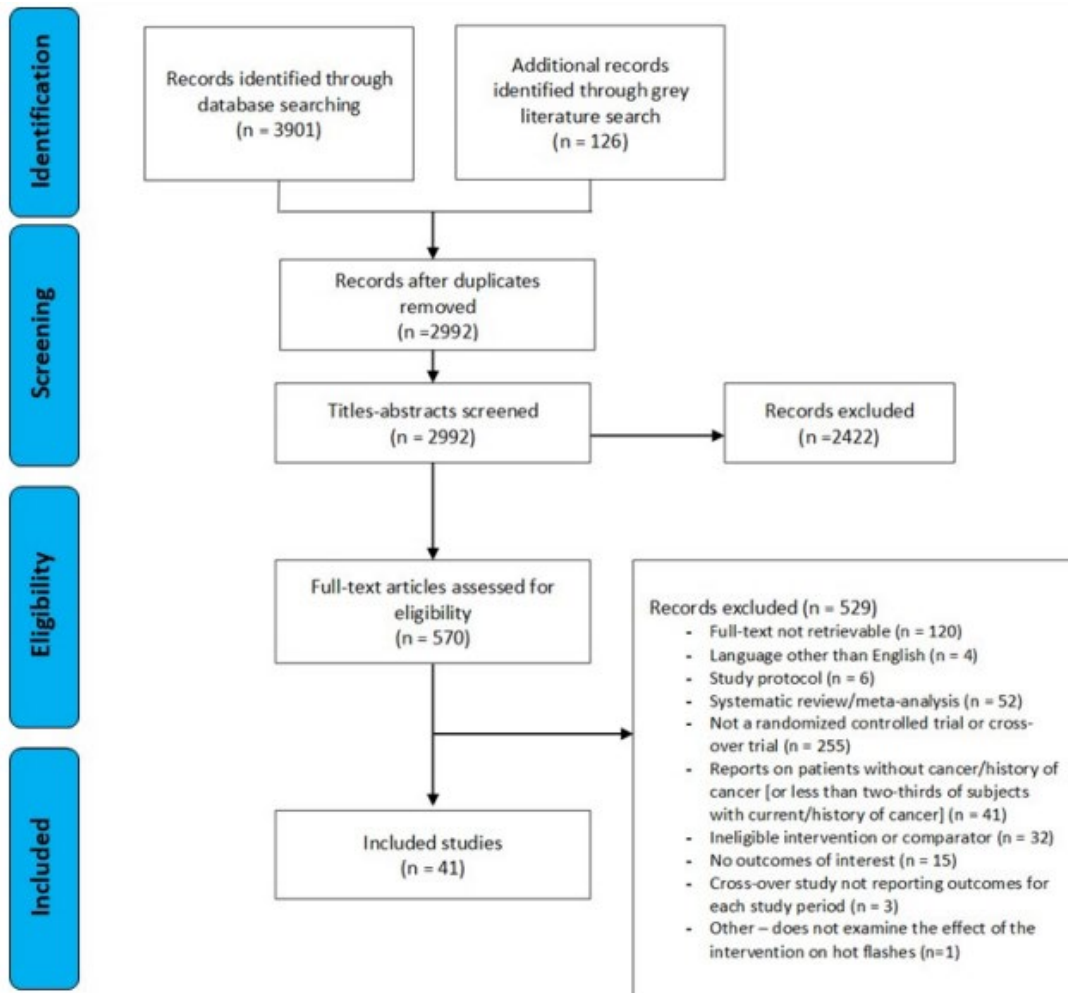 Identification
Records identified through
database searching
(n = 3901)
Additional records
identified through grey
literature search
(n = 126)
Screening
Records after duplicates
removed
(n =2992)
Titles-abstracts screened
(n = 2992)
Records excluded
(n =2422)
Eligibility
Full-text articles assessed for
eligibility
(n = 570)
Records excluded (n = 529)
- Full-text not retrievable (n = 120)
- Language other than English (n = 4)
- Study protocol (n = 6)
- Systematic review/meta-analysis (n = 52)
- Not a randomized controlled trial or cross-
over trial (n = 255)
- Reports on patients without cancer/history of
cancer [or less than two-thirds of subjects
with current/history of cancer] (n = 41)
- Ineligible intervention or comparator (n = 32)
- No outcomes of interest (n = 15)
- Cross-over study not reporting outcomes for
each study period (n = 3)
- Other – does not examine the effect of the
intervention on hot flashes (n=1)
Included
Included studies
(n = 41)